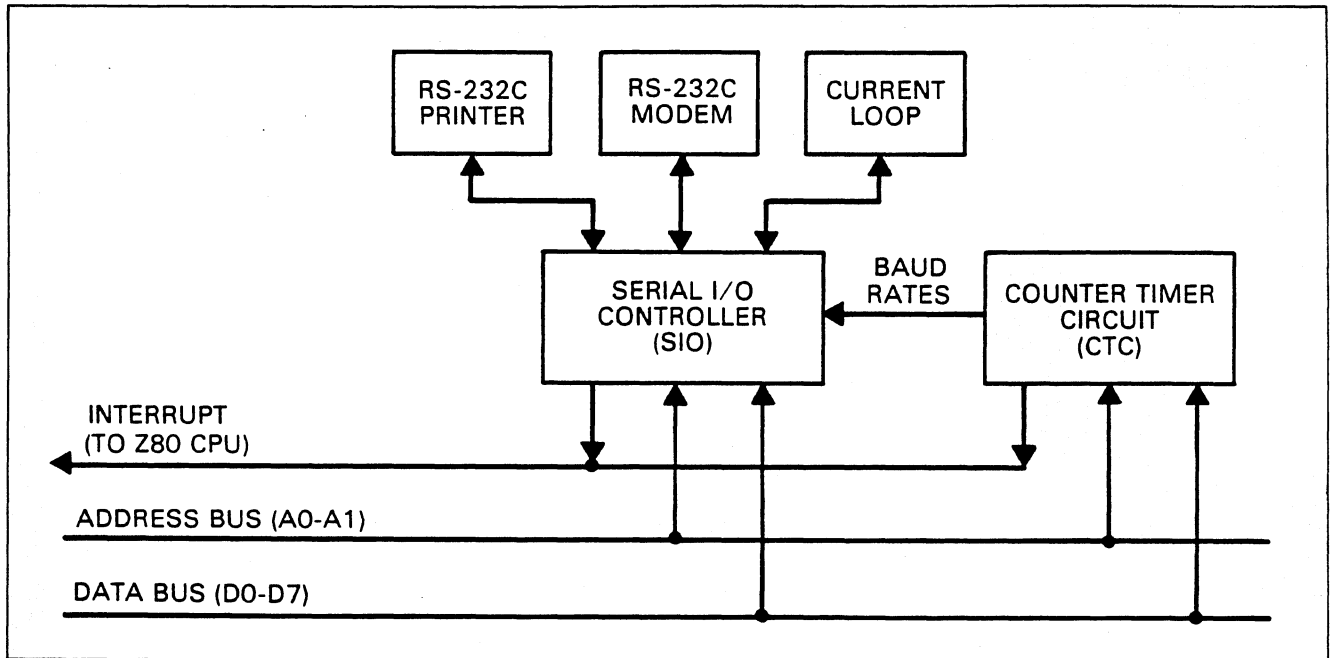 RS-232C
PRINTER
RS-232C
MODEM
CURRENT
LOOP
SERIAL I/O
CONTROLLER
(SIO)
BAUD
RATES
COUNTER TIMER
CIRCUIT
(CTC)
INTERRUPT
(TO Z80 CPU)
ADDRESS BUS (A0-A1)
DATA BUS (D0-D7)